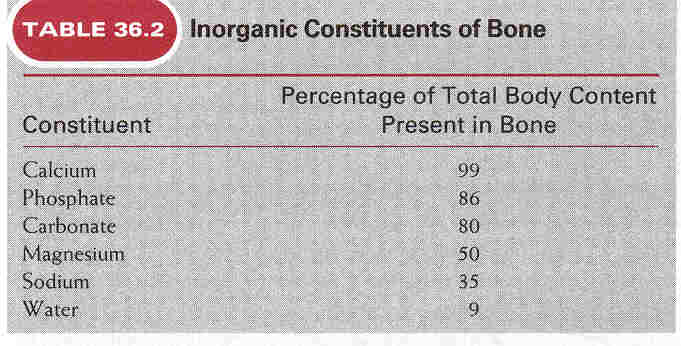 TABLE 36.2 Inorganic Constituents of Bone
Percentage of Total Body Content
Constituent Present in Bone
Calcium 99
Phosphate 86
Carbonate 80
Magnesium 50
Sodium 35
Water 9